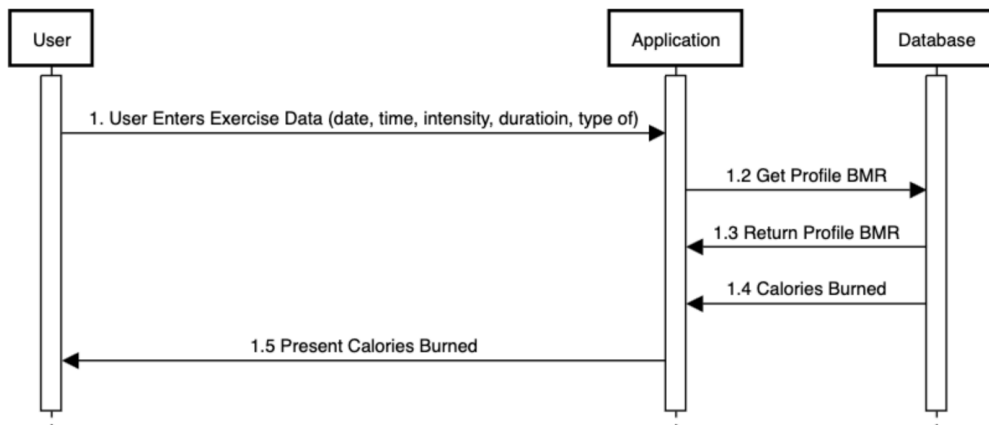 User
Application
Database
1. User Enters Exercise Data (date, time, intensity, duratioin, type of)
1.2 Get Profile BMR
1.3 Return Profile BMR
1.4 Calories Burned
1.5 Present Calories Burned